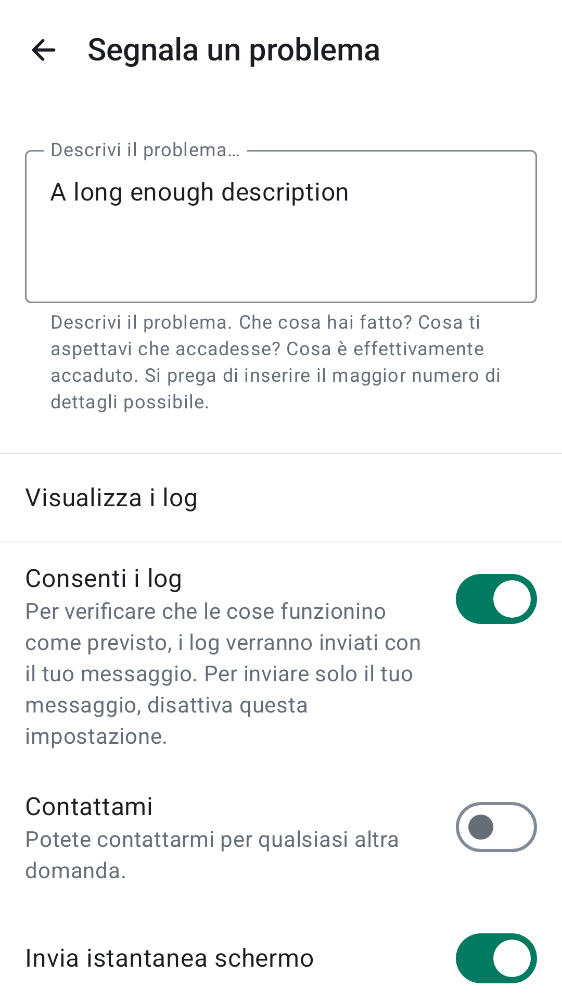 Segnala un problema
Descrivi il problema…
A long enough description
Descrivi il problema. Che cosa hai fatto? Cosa ti
aspettavi che accadesse? Cosa è effettivamente
accaduto. Si prega di inserire il maggior numero di
dettagli possibile.
Visualizza i log
Consenti i log
Per verificare che le cose funzionino
come previsto, i log verranno inviati con
il tuo messaggio. Per inviare solo il tuo
messaggio, disattiva questa
impostazione.
Contattami
Potete contattarmi per qualsiasi altra
domanda.
Invia istantanea schermo